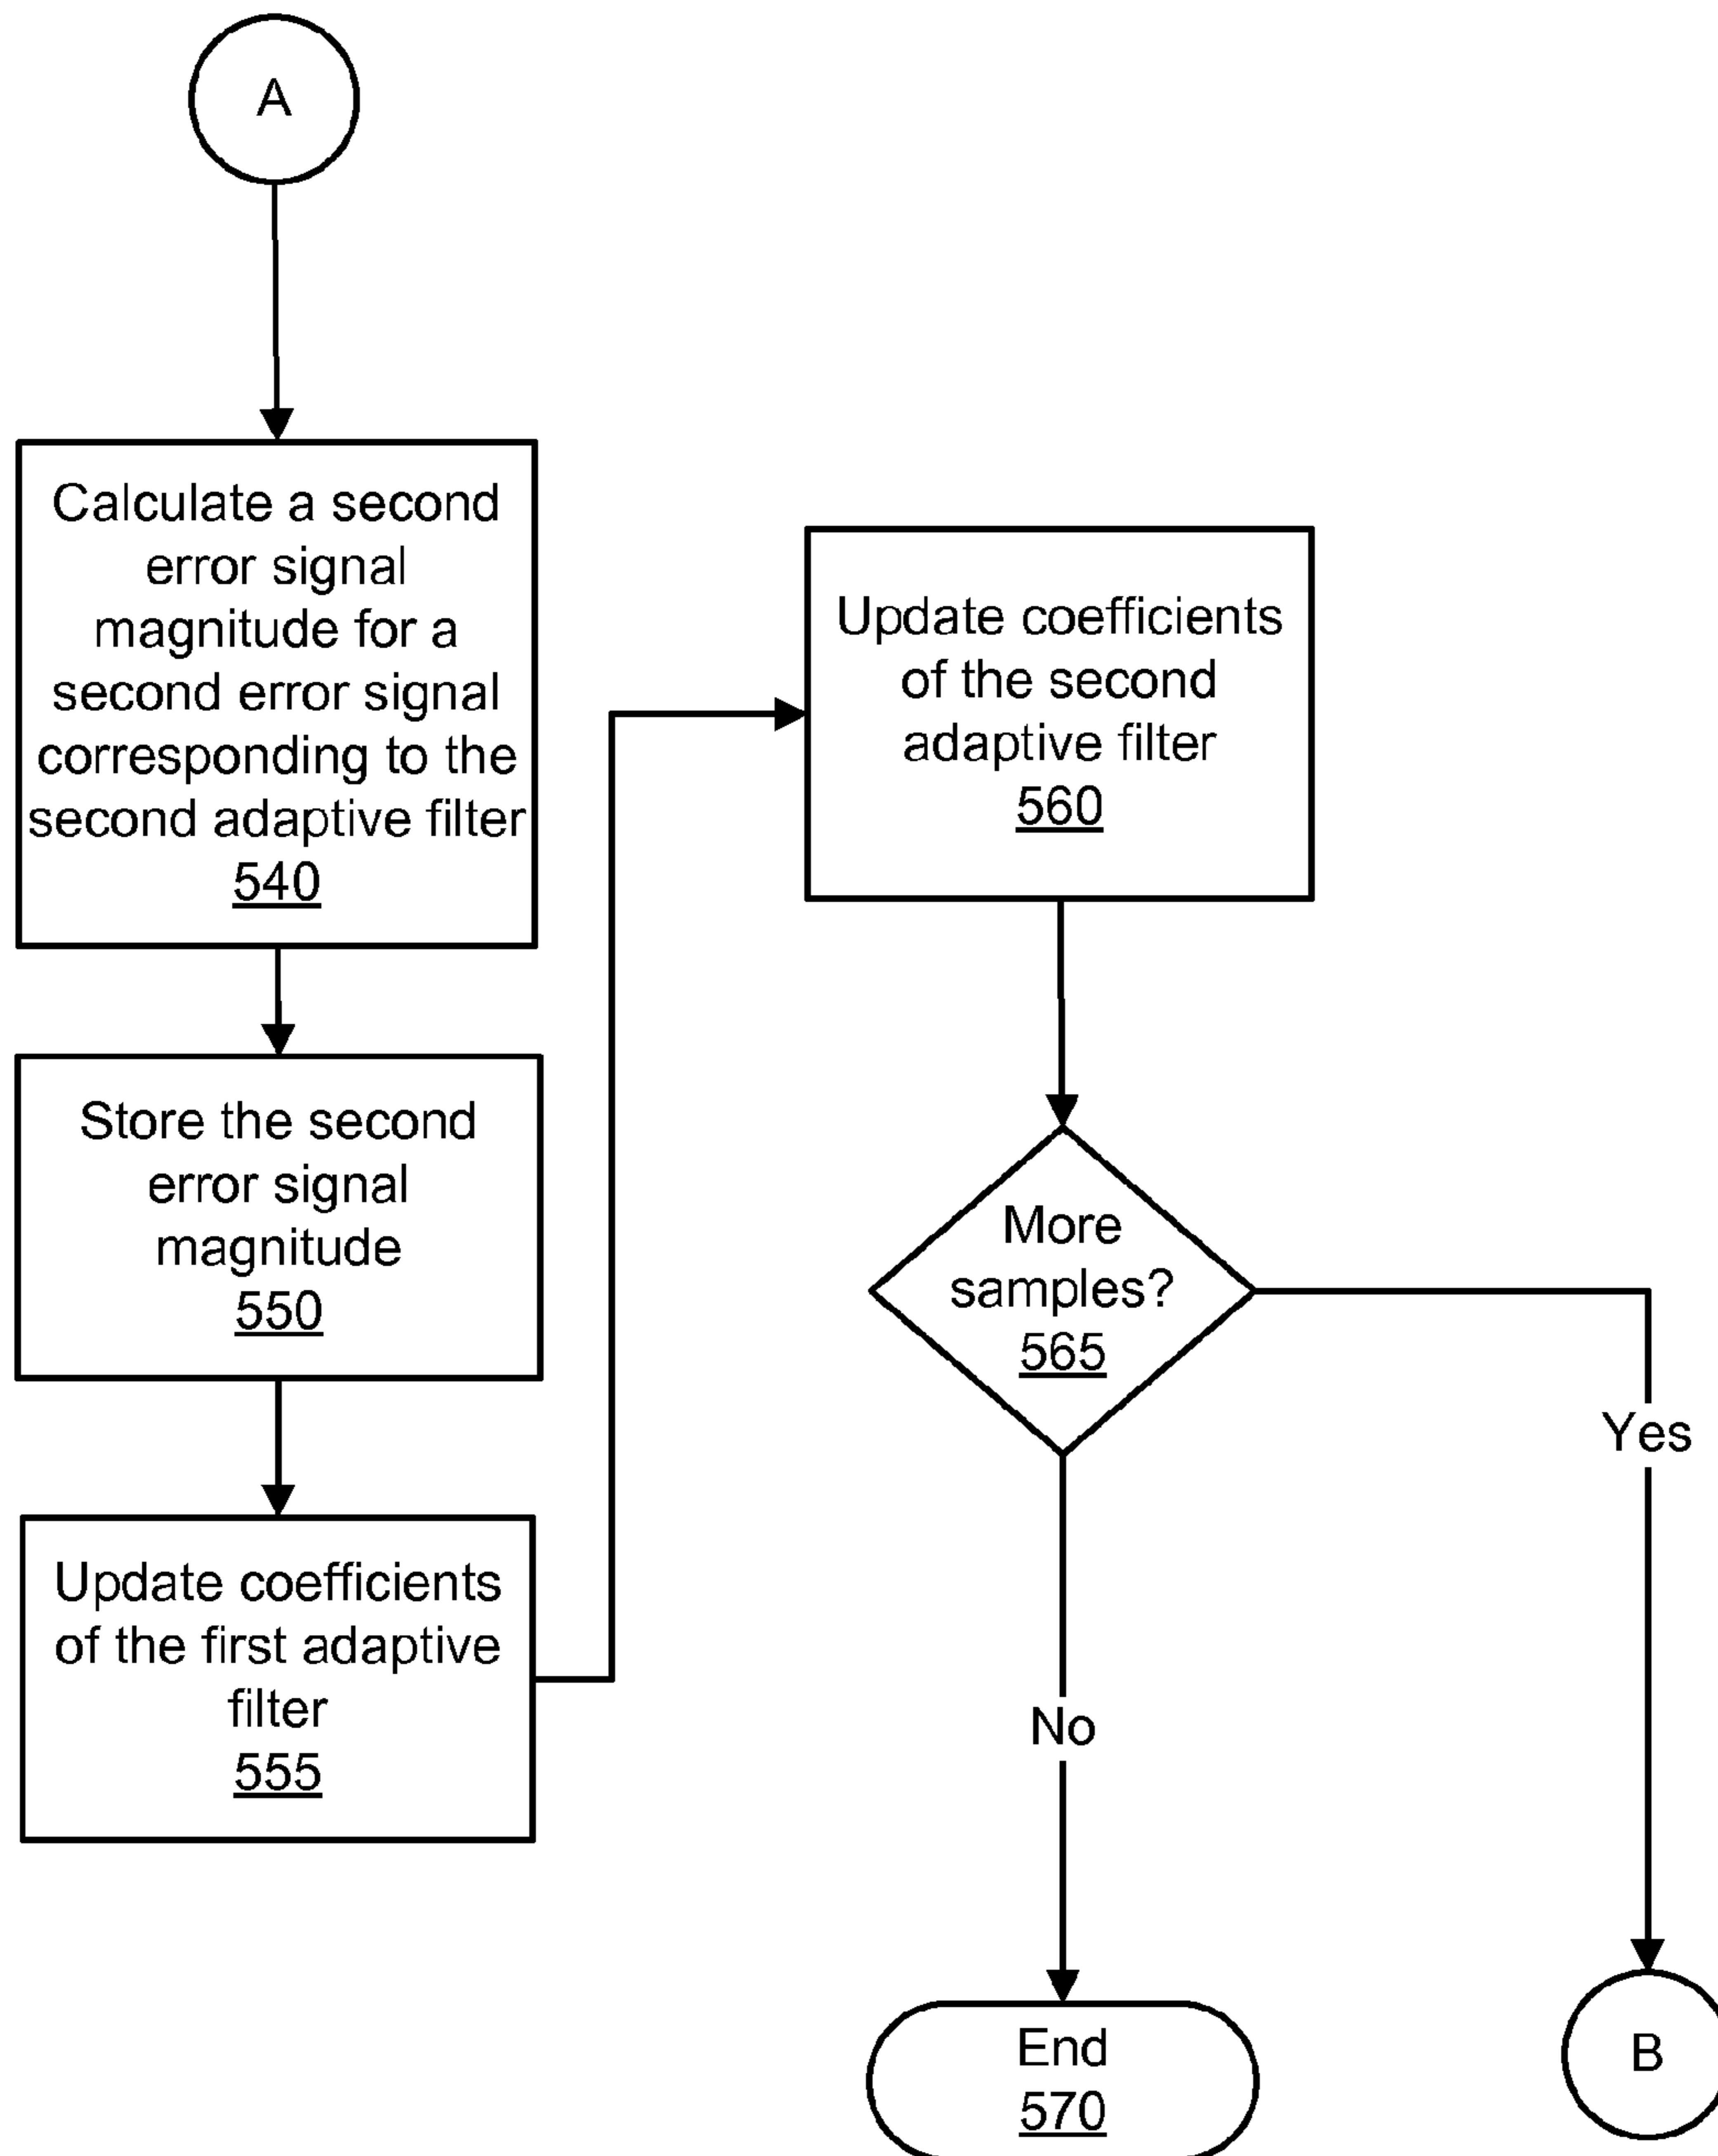 A
Calculate a second
error signal
magnitude for a
second error signal
corresponding to the
second adaptive filter
540
Store the second
error signal
magnitude
550
Update coefficients
of the first adaptive
filter
555
Update coefficients
of the second
adaptive filter
560
More
samples?
565
Yes
No
End
570
B